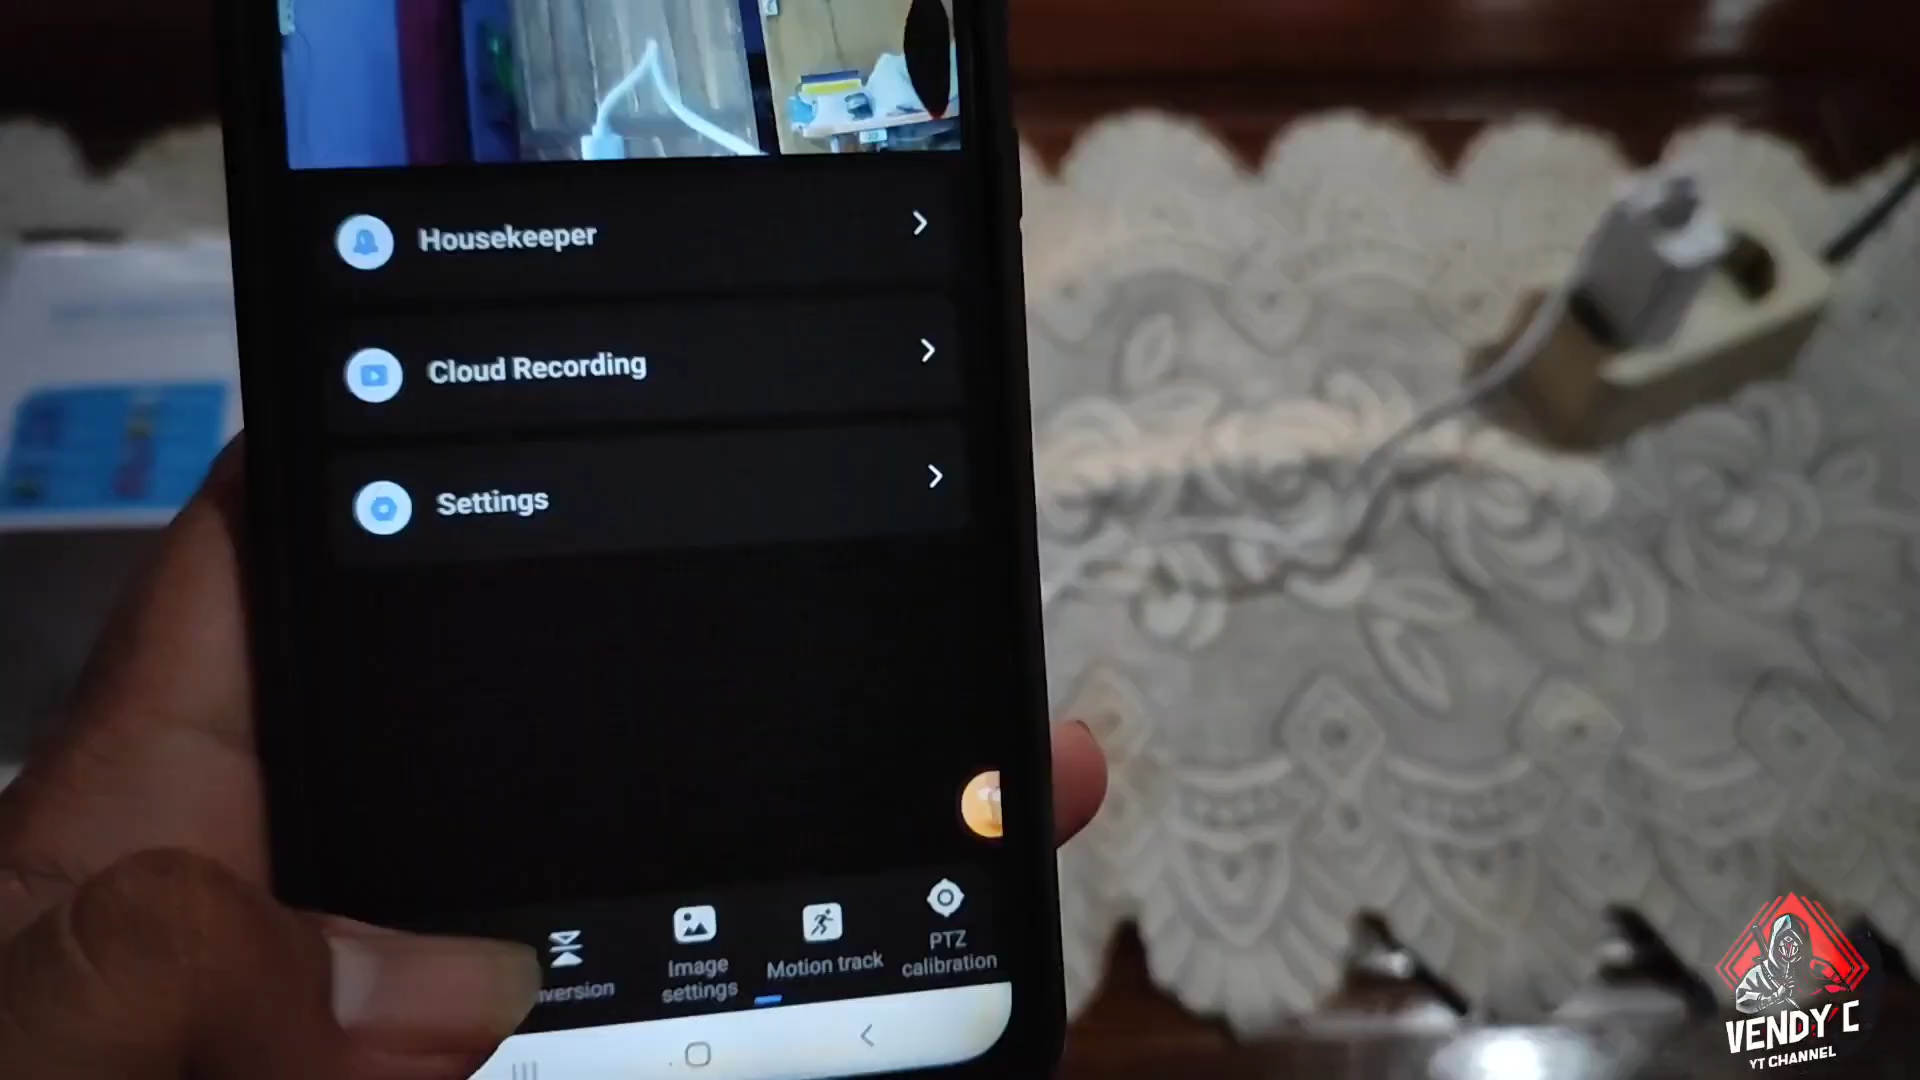 Housekeeper
Cloud Recording
Settings
Image
settings
Motion track
PTZ
calibration
VENDY C
YT CHANNEL